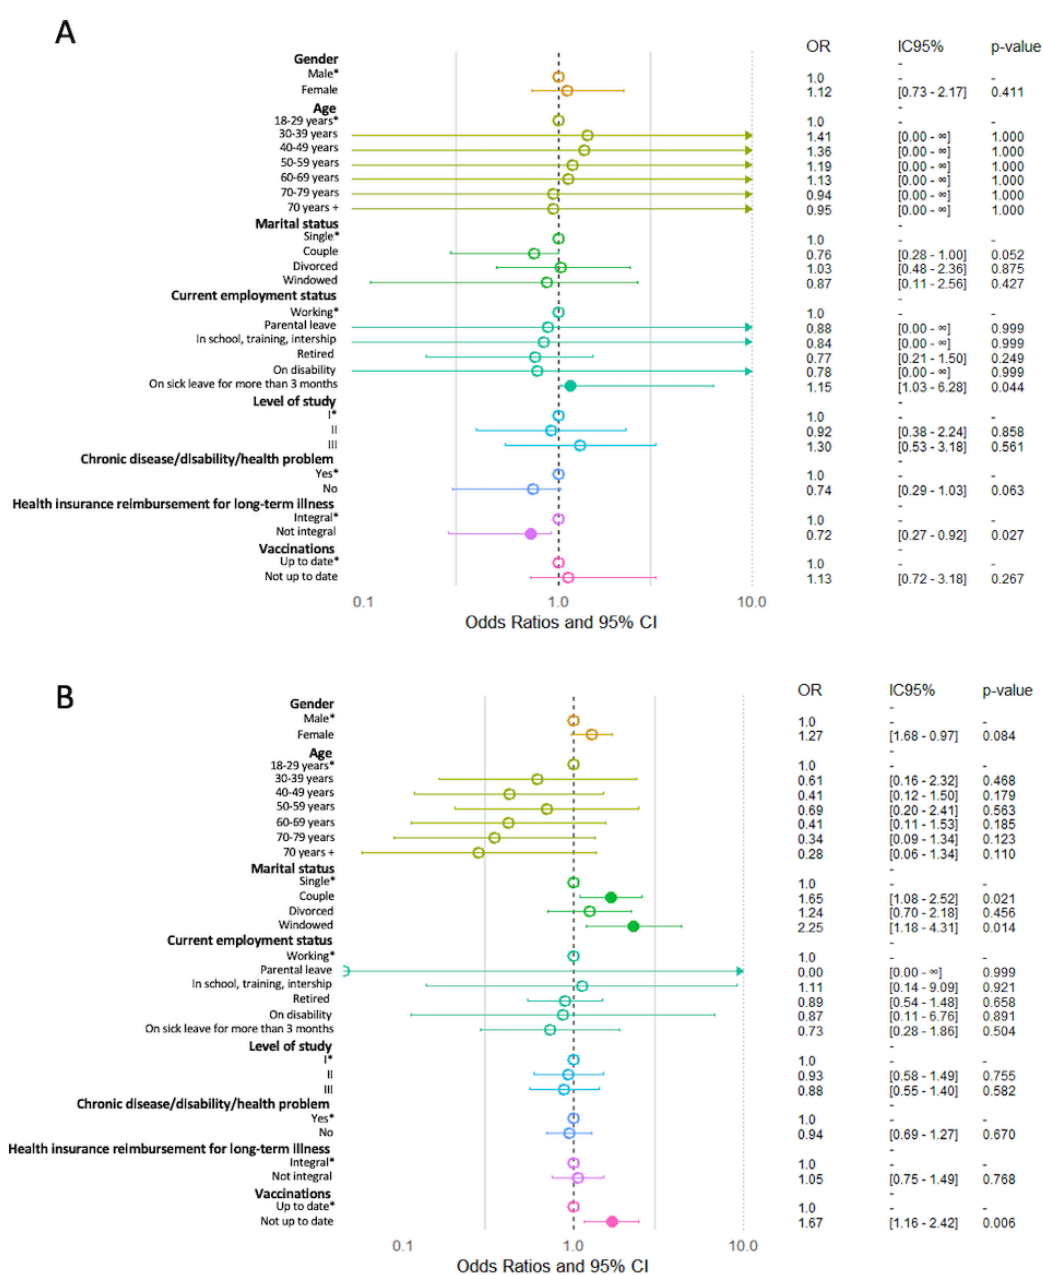 A
OR IC95% p-value
Gender -
Male* 1.0 - -
Female 1.12 [0.73 - 2.17] 0.411
Age -
18-29 years* 1.0 - -
30-39 years 1.41 [0.00 - ∞] 1.000
40-49 years 1.36 [0.00 - ∞] 1.000
50-59 years 1.19 [0.00 - ∞] 1.000
60-69 years 1.13 [0.00 - ∞] 1.000
70-79 years 0.94 [0.00 - ∞] 1.000
70 years + 0.95 [0.00 - ∞] 1.000
Marital status -
Single* 1.0 - -
Couple 0.76 [0.28 - 1.00] 0.052
Divorced 1.03 [0.48 - 2.36] 0.875
Windowed 0.87 [0.11 - 2.56] 0.427
Current employment status -
Working* 1.0 - -
Parental leave 0.88 [0.00 - ∞] 0.999
In school, training, intership 0.84 [0.00 - ∞] 0.999
Retired 0.77 [0.21 - 1.50] 0.249
On disability 0.78 [0.00 - ∞] 0.999
On sick leave for more than 3 months 1.15 [1.03 - 6.28] 0.044
Level of study -
I* 1.0 - -
II 0.92 [0.38 - 2.24] 0.858
III 1.30 [0.53 - 3.18] 0.561
Chronic disease/disability/health problem -
Yes* 1.0 - -
No 0.74 [0.29 - 1.03] 0.063
Health insurance reimbursement for long-term illness -
Integral* 1.0 - -
Not integral 0.72 [0.27 - 0.92] 0.027
Vaccinations -
Up to date* 1.0 - -
Not up to date 1.13 [0.72 - 3.18] 0.267
0.1 1.0 10.0
Odds Ratios and 95% CI
B
OR IC95% p-value
Gender -
Male* 1.0 - -
Female 1.27 [1.68 - 0.97] 0.084
Age -
18-29 years* 1.0 - -
30-39 years 0.61 [0.16 - 2.32] 0.468
40-49 years 0.41 [0.12 - 1.50] 0.179
50-59 years 0.69 [0.20 - 2.41] 0.563
60-69 years 0.41 [0.11 - 1.53] 0.185
70-79 years 0.34 [0.09 - 1.34] 0.123
70 years + 0.28 [0.06 - 1.34] 0.110
Marital status -
Single* 1.0 - -
Couple 1.65 [1.08 - 2.52] 0.021
Divorced 1.24 [0.70 - 2.18] 0.456
Windowed 2.25 [1.18 - 4.31] 0.014
Current employment status -
Working* 1.0 - -
Parental leave 0.00 [0.00 - ∞] 0.999
In school, training, intership 1.11 [0.14 - 9.09] 0.921
Retired 0.89 [0.54 - 1.48] 0.658
On disability 0.87 [0.11 - 6.76] 0.891
On sick leave for more than 3 months 0.73 [0.28 - 1.86] 0.504
Level of study -
I* 1.0 - -
II 0.93 [0.58 - 1.49] 0.755
III 0.88 [0.55 - 1.40] 0.582
Chronic disease/disability/health problem -
Yes* 1.0 - -
No 0.94 [0.69 - 1.27] 0.670
Health insurance reimbursement for long-term illness -
Integral* 1.0 - -
Not integral 1.05 [0.75 - 1.49] 0.768
Vaccinations -
Up to date* 1.0 - -
Not up to date 1.67 [1.16 - 2.42] 0.006
0.1 1.0 10.0
Odds Ratios and 95% CI